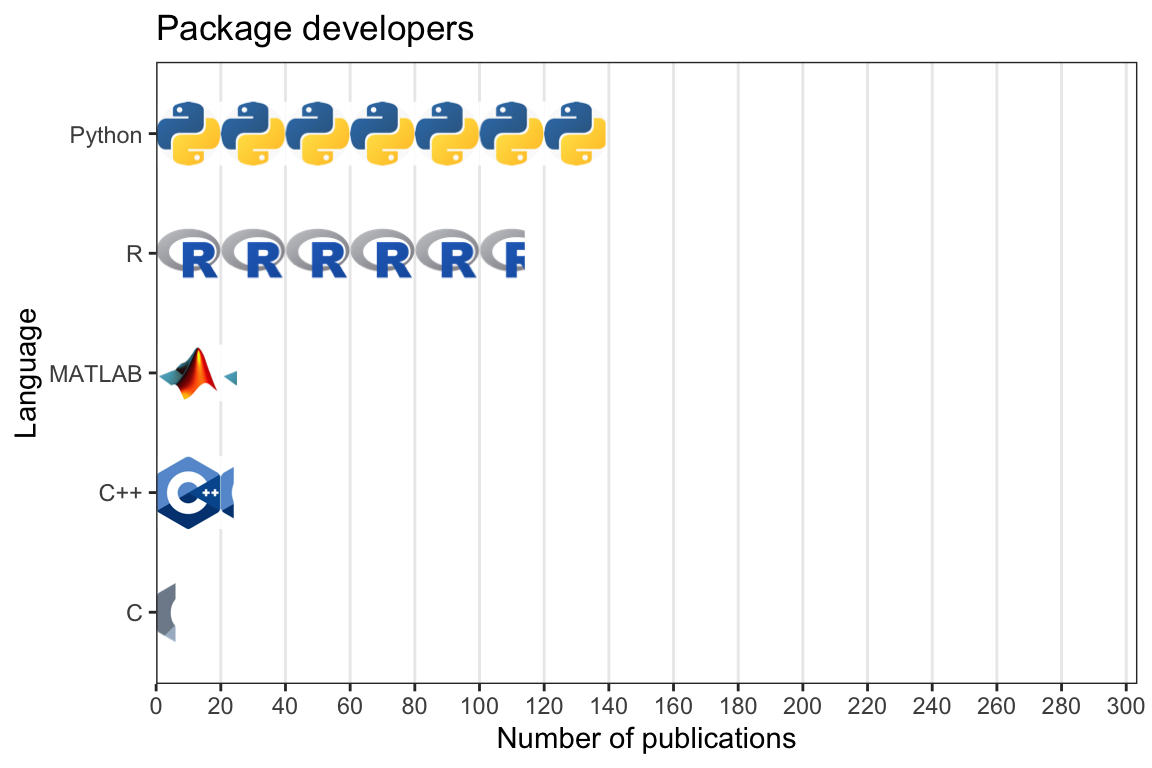 Package developers
Python
R
R R R R R R
MATLAB
C++
C++
C
0 20 40 60 80 100 120 140 160 180 200 220 240 260 280 300
Number of publications
Language